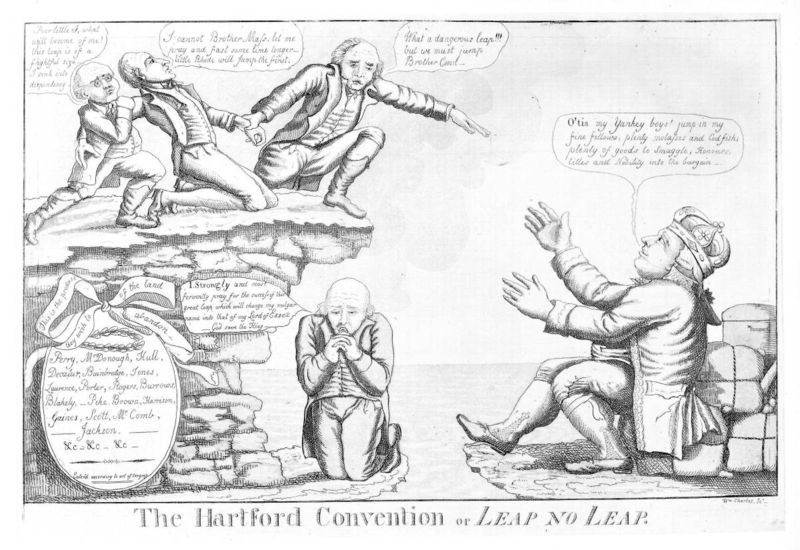 Poor little I, what
will become of me?
this leap is of a
frightful size
I sink into
despondency
I cannot Brother Mass: let me
pray and fast some time longer
little Rhode will jump the first.
What a dangerous leap!!!
but we must jump
Brother Conn
O'tis my Yankey boys! jump in my
fine fellows; plenty molasses and Codfish;
plenty of goods to Smuggle; Honours,
titles and Nobility into the bargain
I Strongly and most
fervently pray for the success of this
great leap which will change my vulgar
name into that of my Lord of Essex
God save the King
This is the produce of the land
they wish to abandon
Perry, McDonough, Hull,
Decatur, Bainbridge, Jones,
Laurence, Porter, Rogers, Burrows,
Blakely, Pike, Brown, Harrison,
Gaines, Scott, McComb,
Jackson.
&c &c &c
Enter'd according to act of Congress
Wm Charles, Sc.
The Hartford Convention or LEAP NO LEAP.